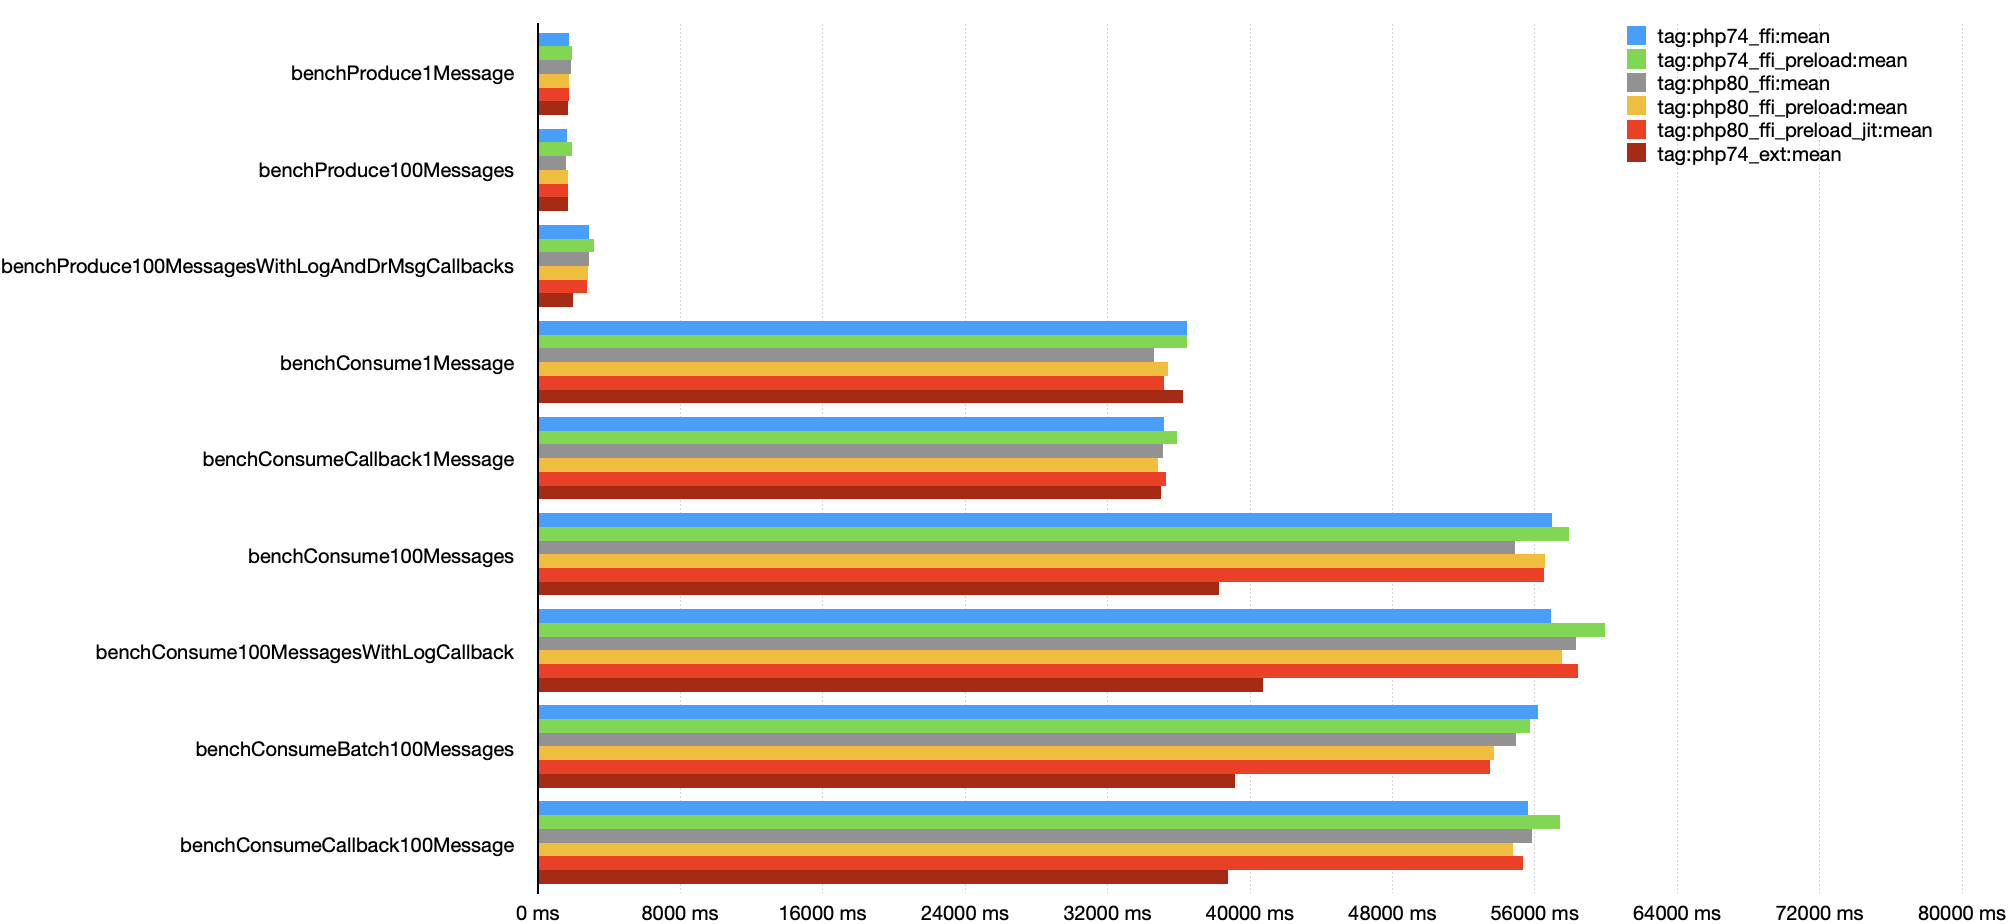 tag:php74_ffi:mean
tag:php74_ffi_preload:mean
tag:php80_ffi:mean
tag:php80_ffi_preload:mean
tag:php80_ffi_preload_jit:mean
tag:php74_ext:mean
benchProduce1Message
benchProduce100Messages
benchProduce100MessagesWithLogAndDrMsgCallbacks
benchConsume1Message
benchConsumeCallback1Message
benchConsume100Messages
benchConsume100MessagesWithLogCallback
benchConsumeBatch100Messages
benchConsumeCallback100Message
0 ms 8000 ms 16000 ms 24000 ms 32000 ms 40000 ms 48000 ms 56000 ms 64000 ms 72000 ms 80000 ms